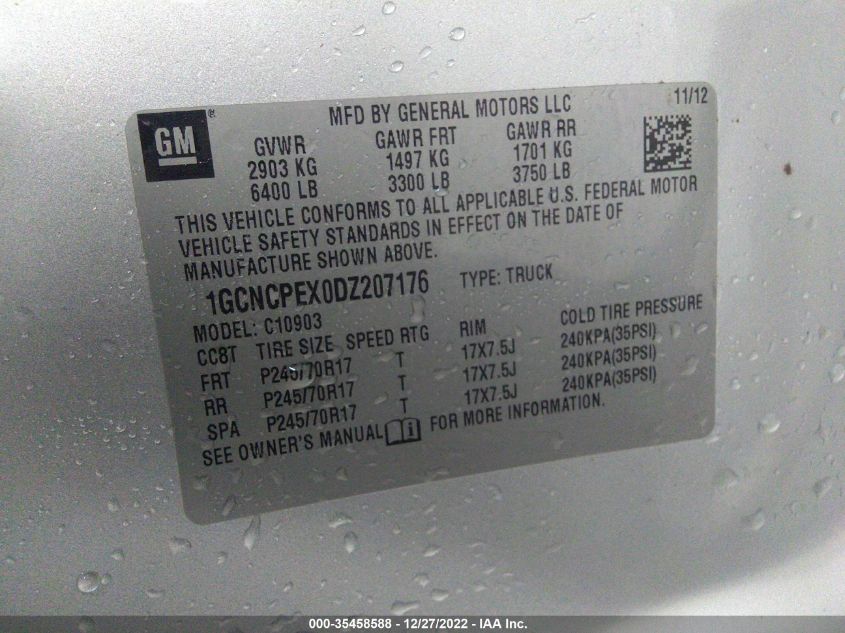 MFD BY GENERAL MOTORS LLC 11/12
GM ®
GVWR GAWR FRT GAWR RR
2903 KG 1497 KG 1701 KG
6400 LB 3300 LB 3750 LB
THIS VEHICLE CONFORMS TO ALL APPLICABLE U.S. FEDERAL MOTOR
VEHICLE SAFETY STANDARDS IN EFFECT ON THE DATE OF
MANUFACTURE SHOWN ABOVE.
1GCNCPEX0DZ207176 TYPE: TRUCK
MODEL: C10903
CC8T TIRE SIZE SPEED RTG RIM COLD TIRE PRESSURE
FRT P245/70R17 T 17X7.5J 240KPA(35PSI)
RR P245/70R17 T 17X7.5J 240KPA(35PSI)
SPA P245/70R17 T 17X7.5J 240KPA(35PSI)
SEE OWNER'S MANUAL i FOR MORE INFORMATION.
000-35458588 - 12/27/2022 - IAA Inc.